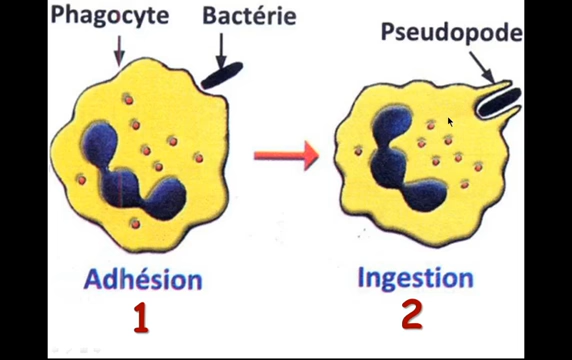 Phagocyte
Bactérie
Pseudopode
Adhésion
Ingestion
1
2